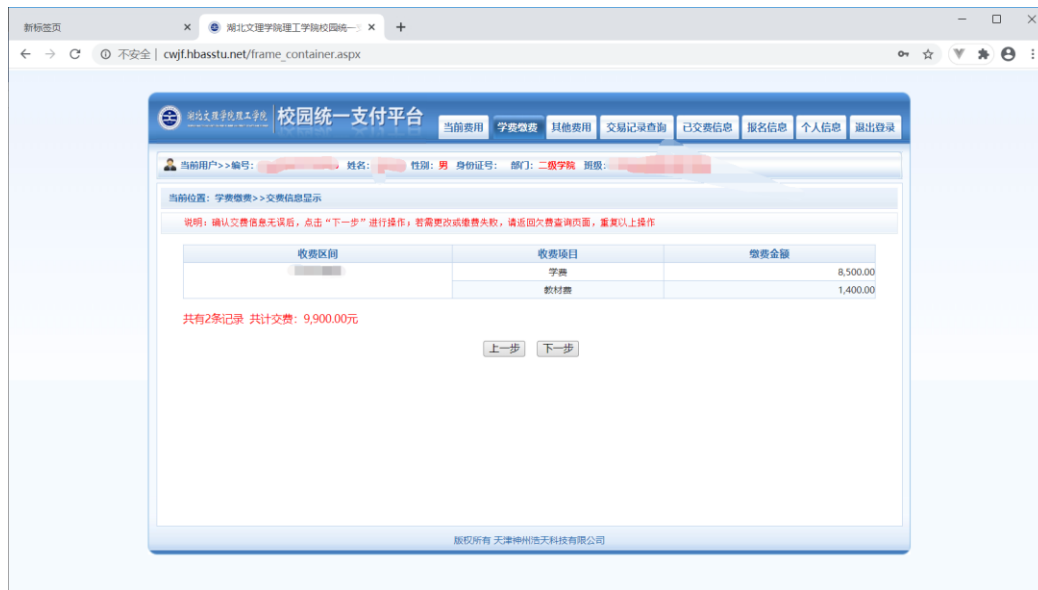 新标签页
湖北文理学院理工学院校园统一
不安全 | cwjf.hbasstu.net/frame_container.aspx
湖北文理学院理工学院 校园统一支付平台
当前费用 学费缴费 其他费用 交易记录查询 已交费信息 报名信息 个人信息 退出登录
当前用户>>编号: 姓名: 性别: 男 身份证号: 部门: 二级学院 班级:
当前位置: 学费缴费>>交费信息显示
说明: 确认交费信息无误后, 点击“下一步”进行操作; 若需更改或缴费失败, 请返回欠费查询页面, 重复以上操作
收费区间 收费项目 缴费金额
学费 8,500.00
教材费 1,400.00
共有2条记录 共计交费: 9,900.00元
上一步 下一步
版权所有 天津神州浩天科技有限公司